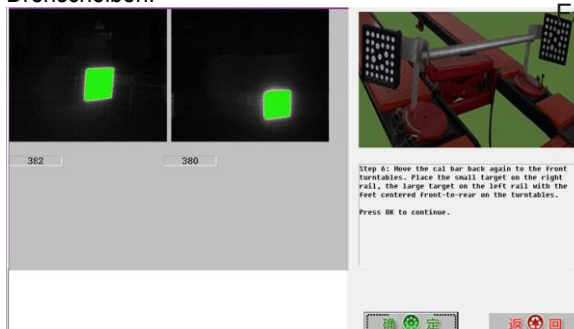 Drehscheiben.
382
380
Step 6: Move the cal bar back again to the front
turntables. Place the small target on the right
rail, the large target on the left rail with the
feet centered front-to-rear on the turntables.
Press OK to continue.
确 定
返 回